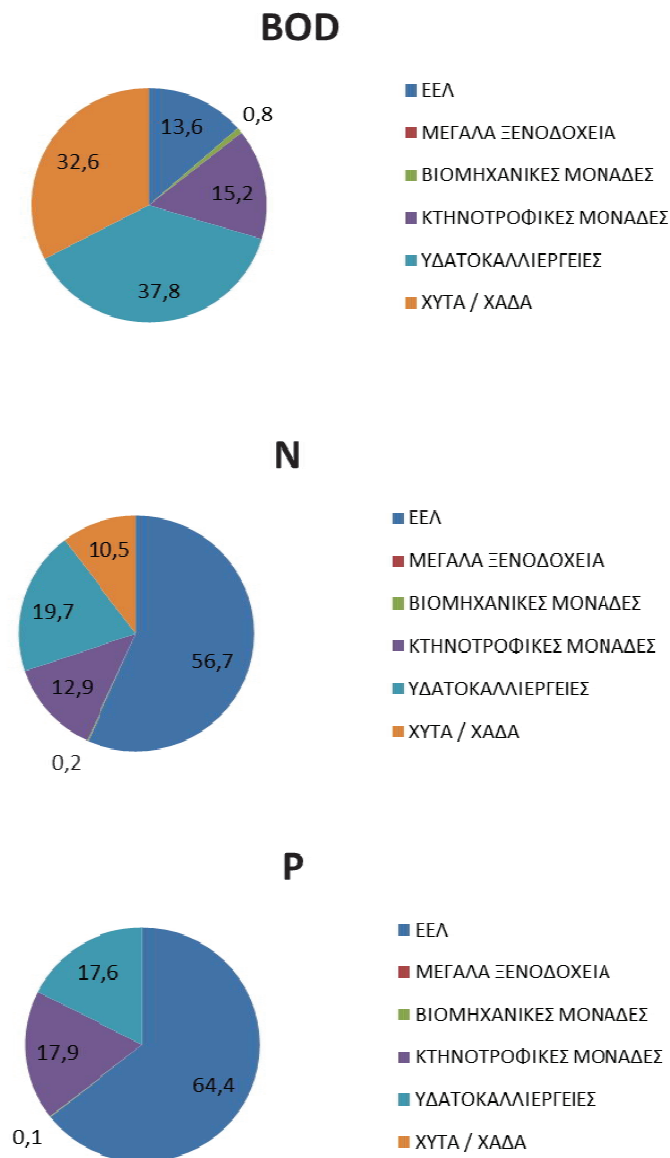 BOD
13,6
0,8
15,2
37,8
32,6
ΕΕΛ
ΜΕΓΑΛΑ ΞΕΝΟΔΟΧΕΙΑ
ΒΙΟΜΗΧΑΝΙΚΕΣ ΜΟΝΑΔΕΣ
ΚΤΗΝΟΤΡΟΦΙΚΕΣ ΜΟΝΑΔΕΣ
ΥΔΑΤΟΚΑΛΛΙΕΡΓΕΙΕΣ
ΧΥΤΑ / ΧΑΔΑ
N
56,7
0,2
12,9
19,7
10,5
ΕΕΛ
ΜΕΓΑΛΑ ΞΕΝΟΔΟΧΕΙΑ
ΒΙΟΜΗΧΑΝΙΚΕΣ ΜΟΝΑΔΕΣ
ΚΤΗΝΟΤΡΟΦΙΚΕΣ ΜΟΝΑΔΕΣ
ΥΔΑΤΟΚΑΛΛΙΕΡΓΕΙΕΣ
ΧΥΤΑ / ΧΑΔΑ
P
64,4
0,1
17,9
17,6
ΕΕΛ
ΜΕΓΑΛΑ ΞΕΝΟΔΟΧΕΙΑ
ΒΙΟΜΗΧΑΝΙΚΕΣ ΜΟΝΑΔΕΣ
ΚΤΗΝΟΤΡΟΦΙΚΕΣ ΜΟΝΑΔΕΣ
ΥΔΑΤΟΚΑΛΛΙΕΡΓΕΙΕΣ
ΧΥΤΑ / ΧΑΔΑ